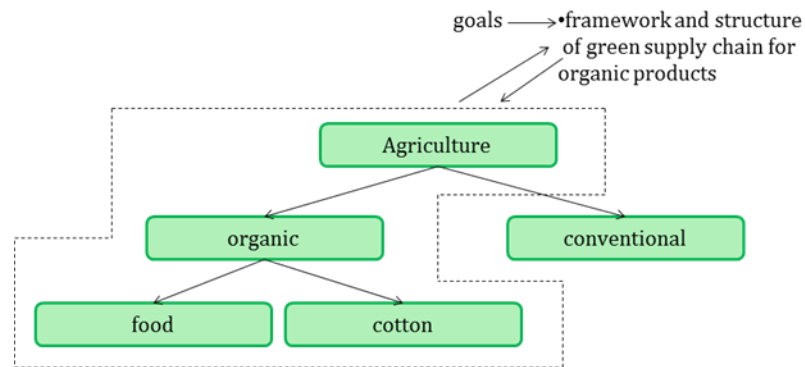 goals •framework and structure
of green supply chain for
organic products
Agriculture
organic conventional
food cotton